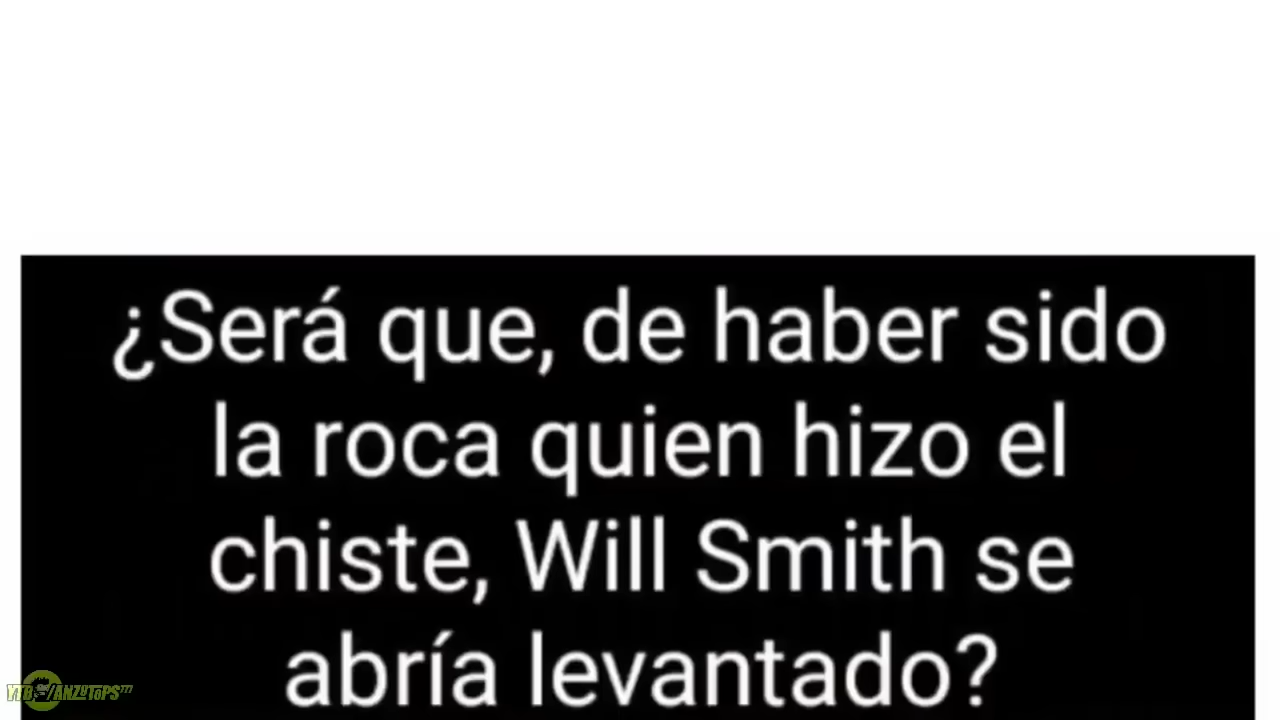 ¿Será que, de haber sido
la roca quien hizo el
chiste, Will Smith se
abría levantado?